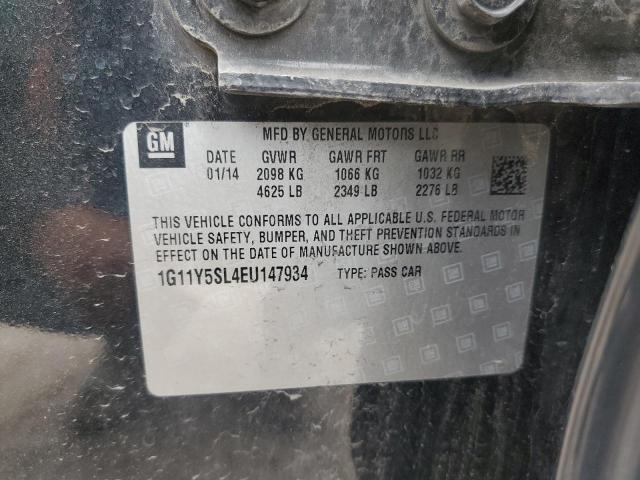 GM
MFD BY GENERAL MOTORS LLC
DATE GVWR GAWR FRT GAWR RR
01/14 2098 KG 1066 KG 1032 KG
4625 LB 2349 LB 2276 LB
THIS VEHICLE CONFORMS TO ALL APPLICABLE U.S. FEDERAL MOTOR
VEHICLE SAFETY, BUMPER, AND THEFT PREVENTION STANDARDS IN
EFFECT ON THE DATE OF MANUFACTURE SHOWN ABOVE.
1G11Y5SL4EU147934 TYPE: PASS CAR